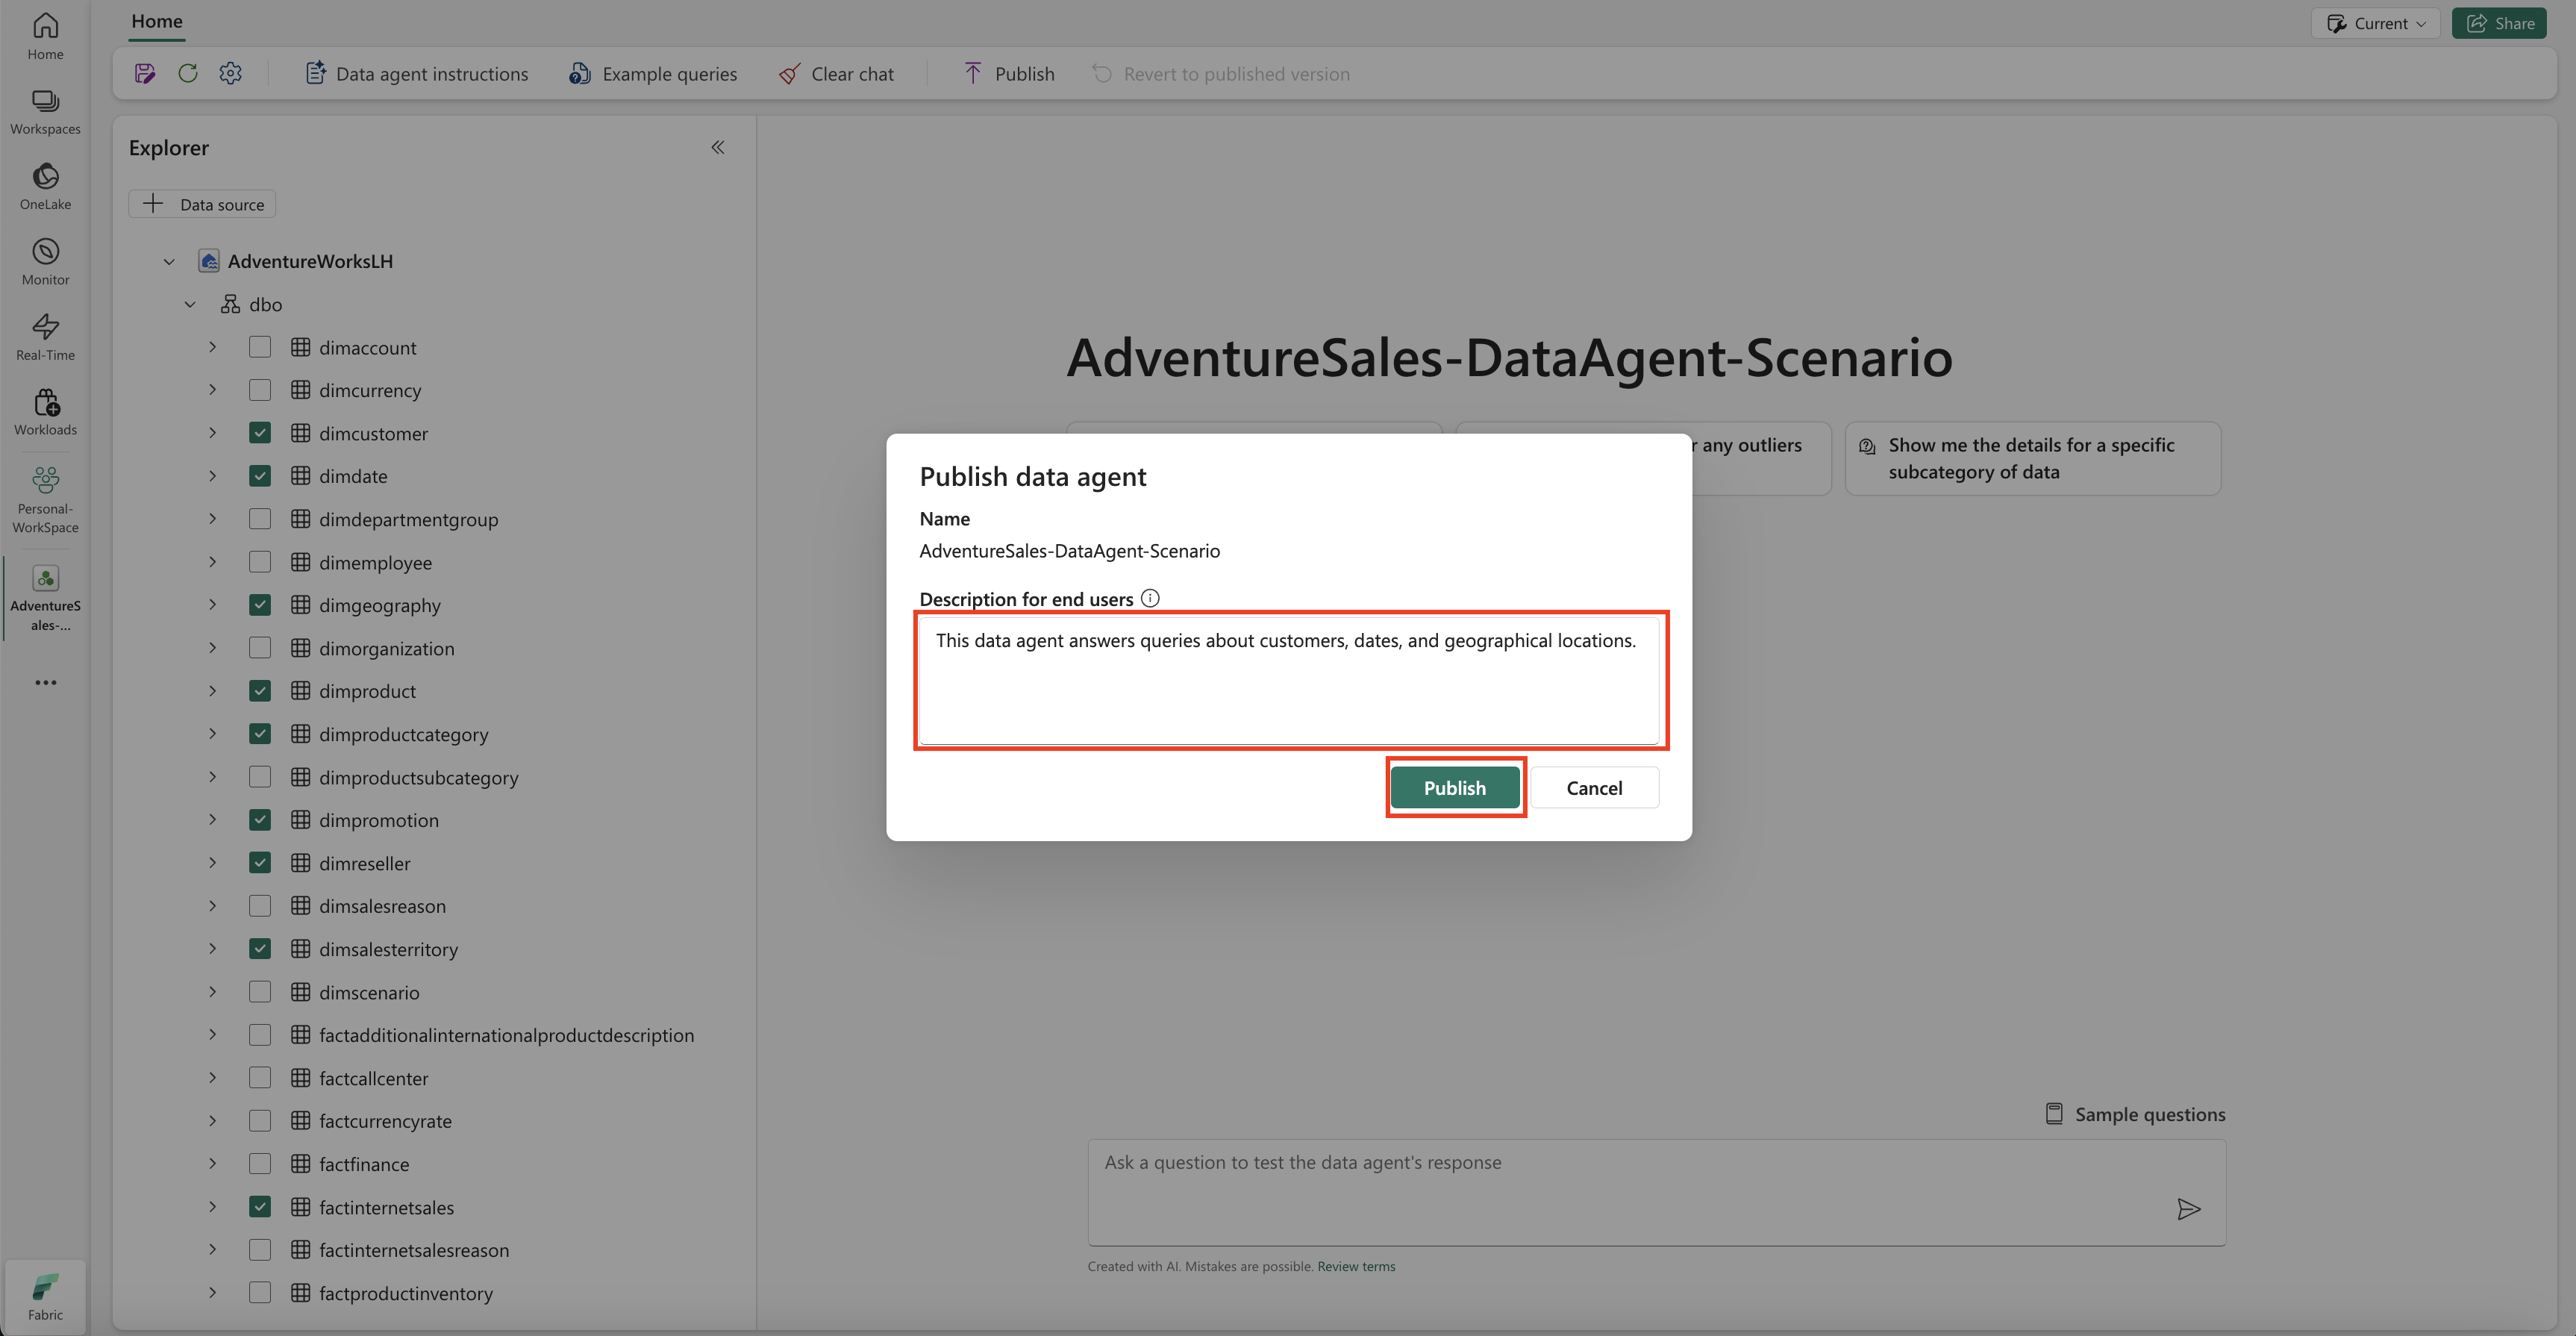 Home
Workspaces
OneLake
Monitor
Real-Time
Workloads
Personal-
WorkSpace
AdventureS
ales-...
Fabric
Home
Current
Share
Data agent instructions
Example queries
Clear chat
Publish
Revert to published version
Explorer
Data source
AdventureWorksLH
dbo
dimaccount
dimcurrency
dimcustomer
dimdate
dimdepartmentgroup
dimemployee
dimgeography
dimorganization
dimproduct
dimproductcategory
dimproductsubcategory
dimpromotion
dimreseller
dimsalesreason
dimsalesterritory
dimscenario
factadditionalinternationalproductdescription
factcallcenter
factcurrencyrate
factfinance
factinternetsales
factinternetsalesreason
factproductinventory
AdventureSales-DataAgent-Scenario
r any outliers
Show me the details for a specific
subcategory of data
Publish data agent
Name
AdventureSales-DataAgent-Scenario
Description for end users
This data agent answers queries about customers, dates, and geographical locations.
Publish
Cancel
Sample questions
Ask a question to test the data agent's response
Created with AI. Mistakes are possible. Review terms